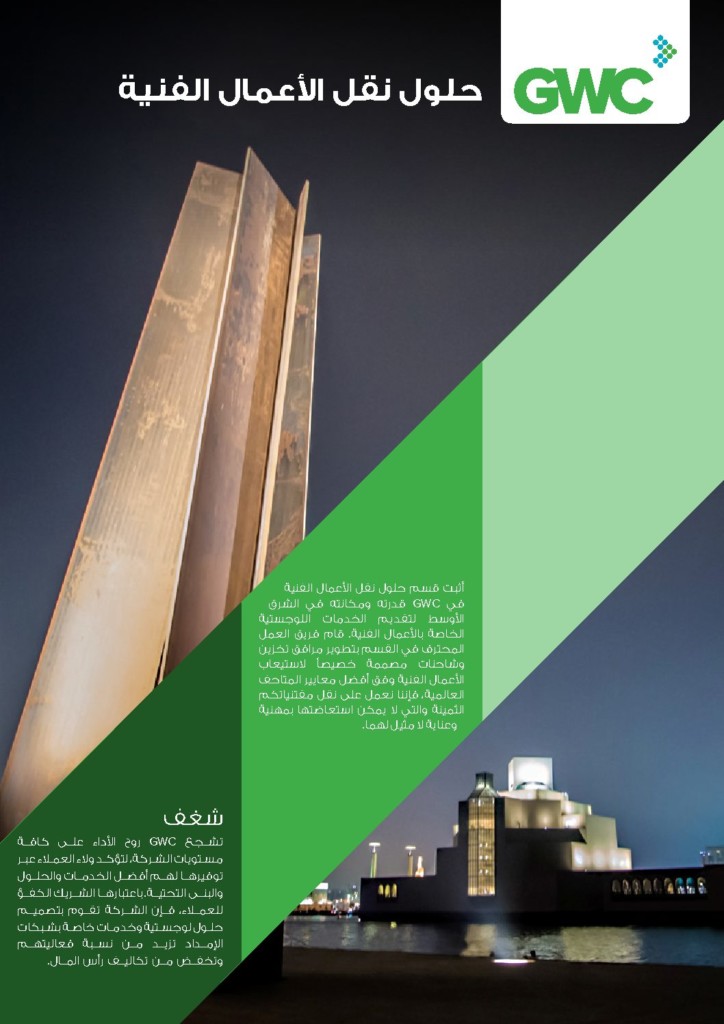 GWC
حلول نقل الأعمال الفنية
أثبت قسم حلول نقل الأعمال الفنية
في GWC قدرته ومكانته في الشرق
الأوسط لتقديم الخدمات اللوجستية
الخاصة بالأعمال الفنية. قام فريق العمل
المحترف في القسم بتطوير مرافق تخزين
وشاحنات مصممة خصيصاً لاستيعاب
الأعمال الفنية وفق أفضل معايير المتاحف
العالمية، فإننا نعمل على نقل مقتنياتكم
الثمينة والتي لا يمكن استعاضتها بمهنية
وعناية لا مثيل لهما.
شغف
تشجع GWC روح الأداء على كافة
مستويات الشركة، لتؤكد ولاء العملاء عبر
توفيرها لهم أفضل الخدمات والحلول
والبنى التحتية. باعتبارها الشريك الكفؤ
للعملاء، فإن الشركة تقوم بتصميم
حلول لوجستية وخدمات خاصة بشبكات
الإمداد تزيد من نسبة فعاليتهم
وتخفض من تكاليف رأس المال.